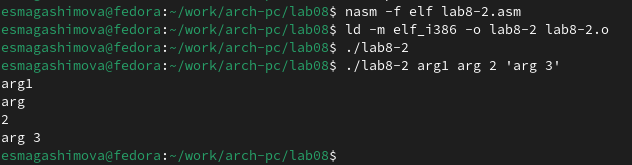 esmagashimova@fedora:~/work/arch-pc/lab08$ nasm -f elf lab8-2.asm
esmagashimova@fedora:~/work/arch-pc/lab08$ ld -m elf_i386 -o lab8-2 lab8-2.o
esmagashimova@fedora:~/work/arch-pc/lab08$ ./lab8-2
esmagashimova@fedora:~/work/arch-pc/lab08$ ./lab8-2 arg1 arg 2 'arg 3'
arg1
arg
2
arg 3
esmagashimova@fedora:~/work/arch-pc/lab08$